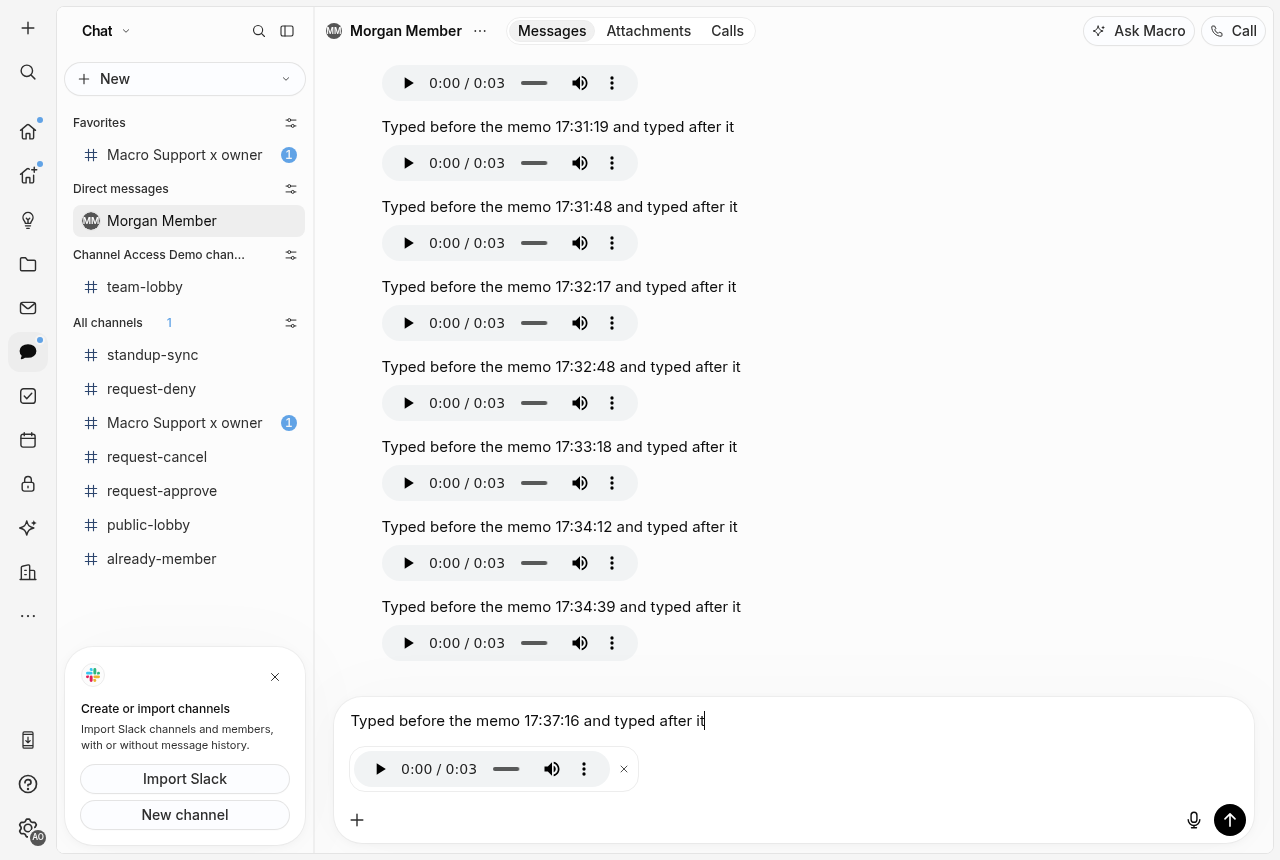 Chat
New
Favorites
Macro Support x owner 1
Direct messages
MM Morgan Member
Channel Access Demo chan...
team-lobby
All channels 1
standup-sync
request-deny
Macro Support x owner 1
request-cancel
request-approve
public-lobby
already-member
Create or import channels
Import Slack channels and members,
with or without message history.
Import Slack
New channel
AO
MM Morgan Member Messages Attachments Calls
Ask Macro Call
0:00 / 0:03
Typed before the memo 17:31:19 and typed after it
0:00 / 0:03
Typed before the memo 17:31:48 and typed after it
0:00 / 0:03
Typed before the memo 17:32:17 and typed after it
0:00 / 0:03
Typed before the memo 17:32:48 and typed after it
0:00 / 0:03
Typed before the memo 17:33:18 and typed after it
0:00 / 0:03
Typed before the memo 17:34:12 and typed after it
0:00 / 0:03
Typed before the memo 17:34:39 and typed after it
0:00 / 0:03
Typed before the memo 17:37:16 and typed after it
0:00 / 0:03